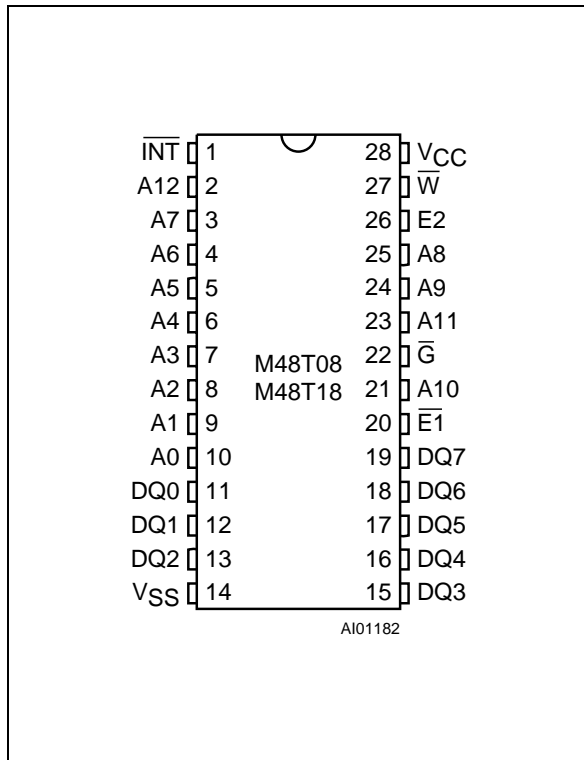 I̅N̅T̅ 1 28 VCC
A12 2 27 W̅
A7 3 26 E2
A6 4 25 A8
A5 5 24 A9
A4 6 23 A11
A3 7 22 G̅
M48T08
A2 8 21 A10
M48T18
A1 9 20 E̅1̅
A0 10 19 DQ7
DQ0 11 18 DQ6
DQ1 12 17 DQ5
DQ2 13 16 DQ4
VSS 14 15 DQ3
AI01182